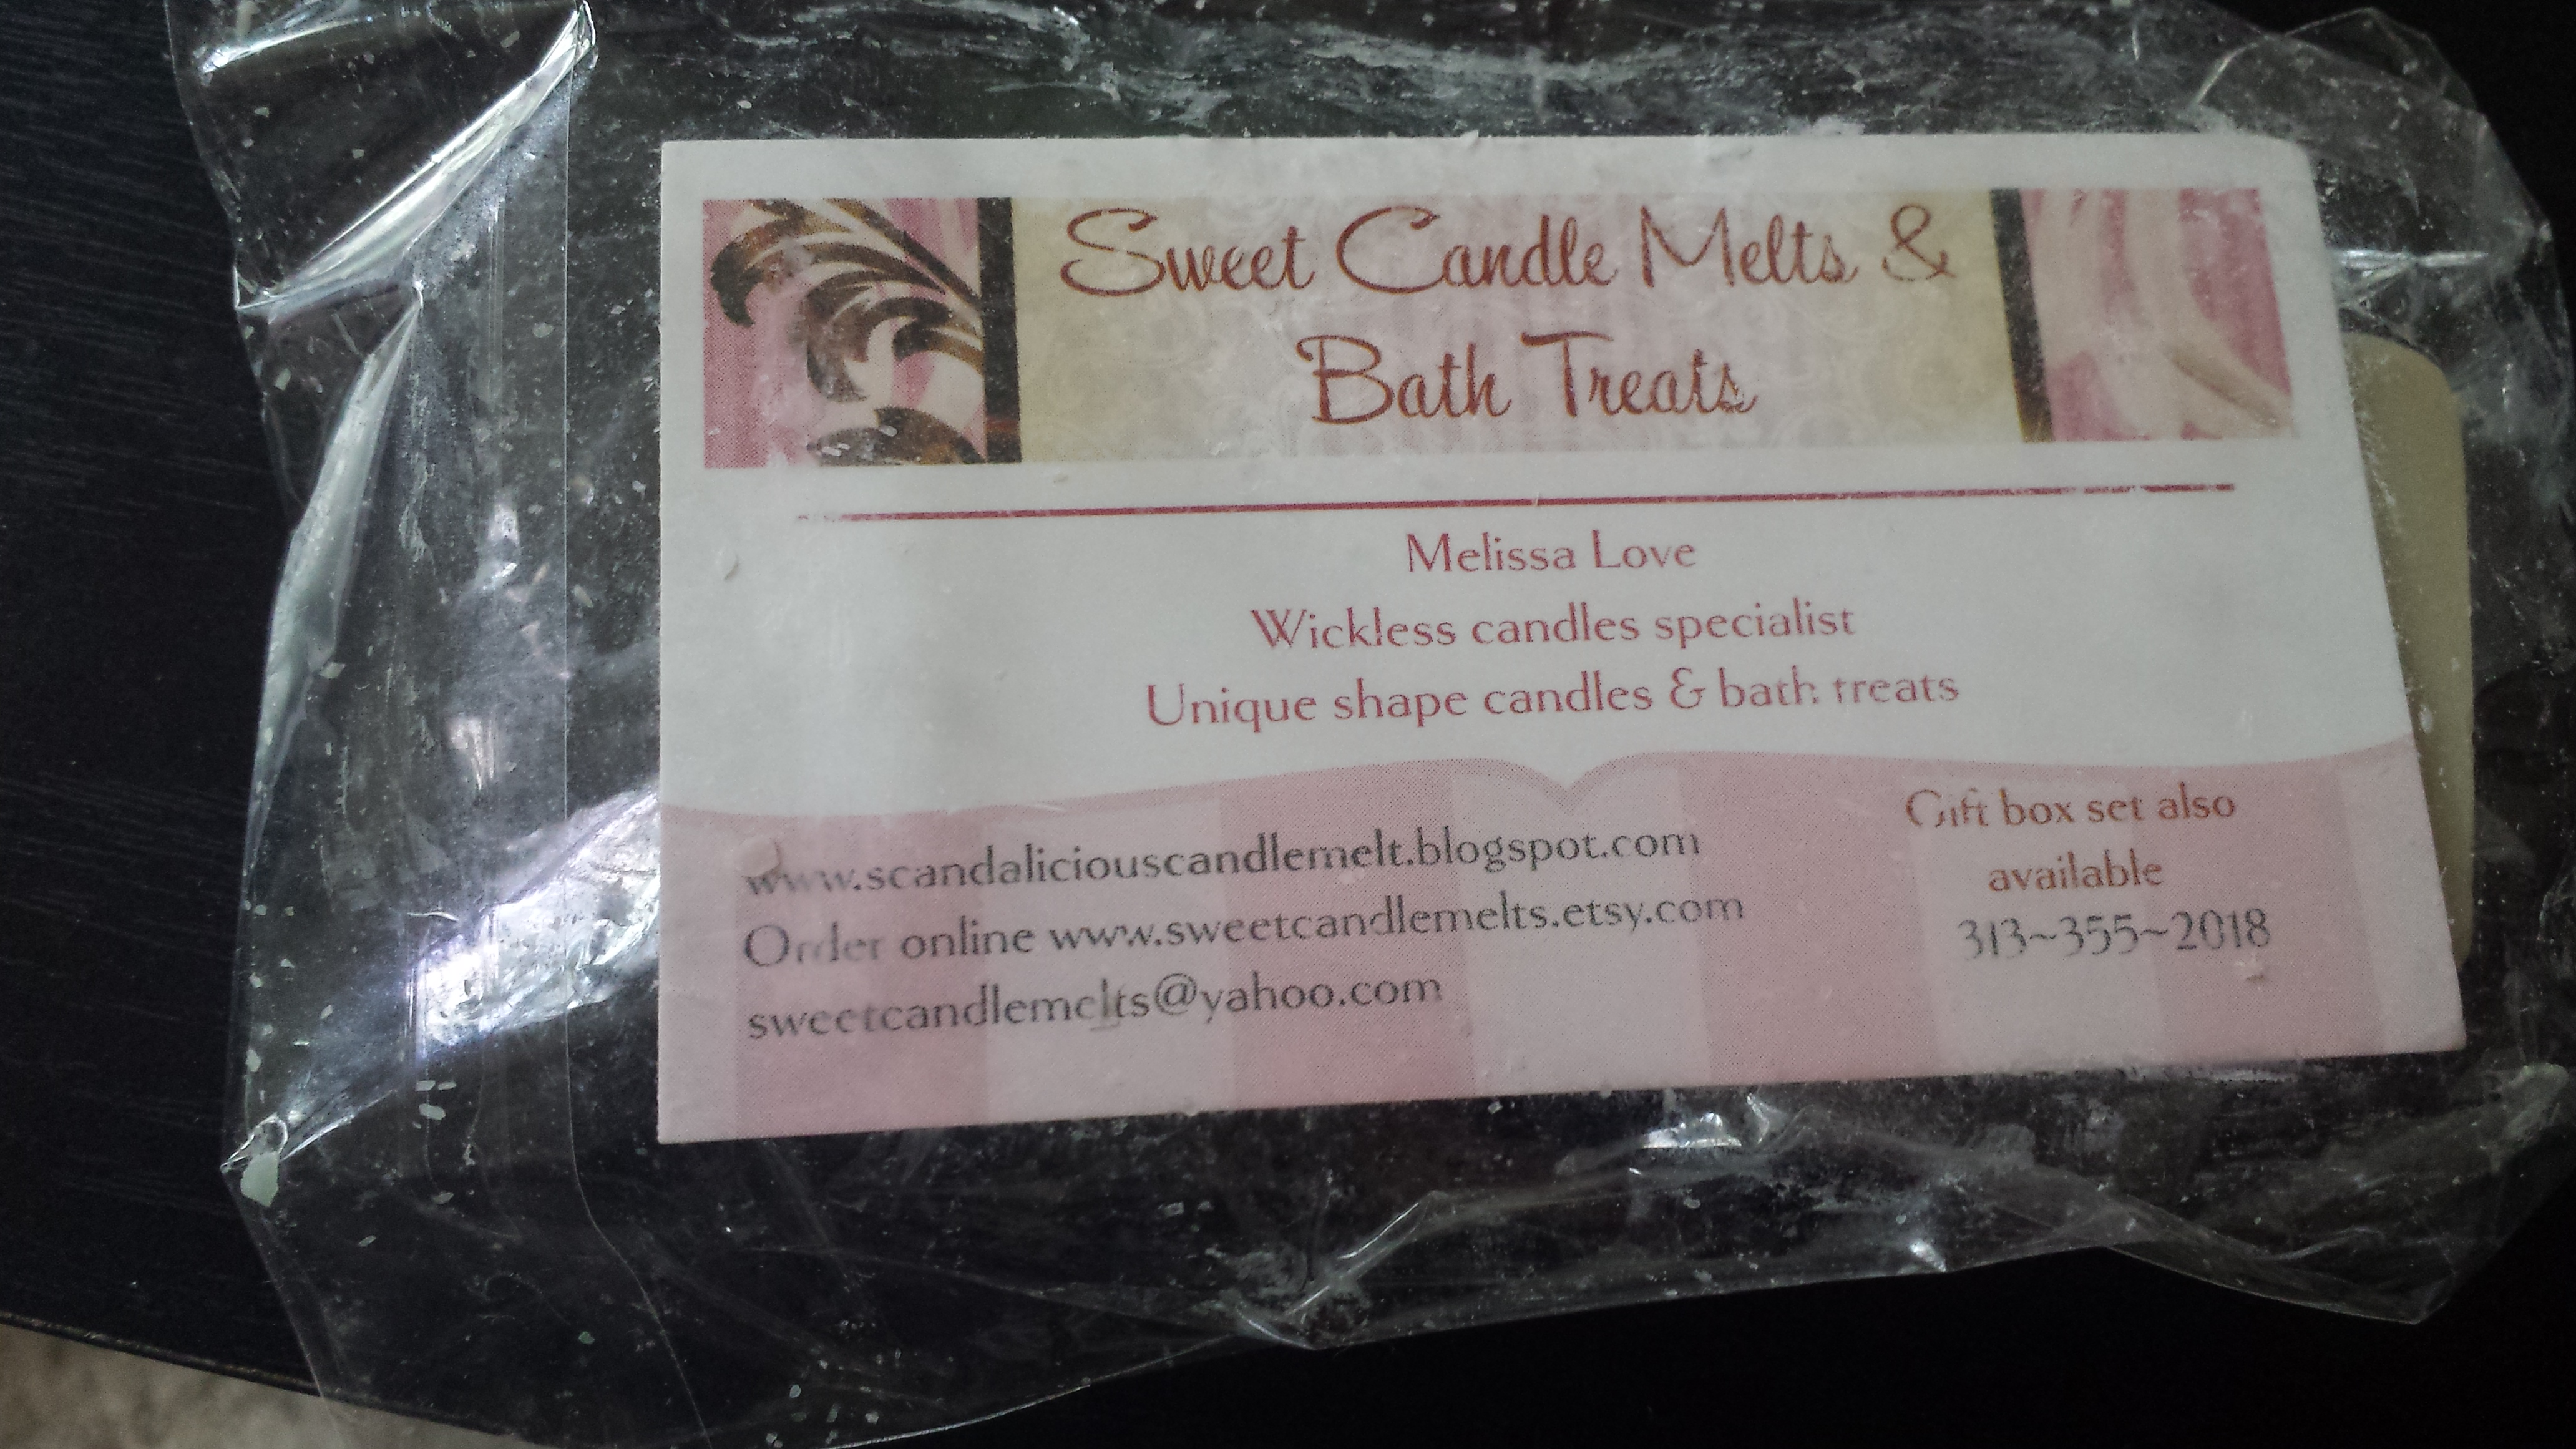 Sweet Candle Melts &
Bath Treats
Melissa Love
Wickless candles specialist
Unique shape candles & bath treats
www.scandaliciouscandlemelt.blogspot.com
Order online www.sweetcandlemelts.etsy.com
sweetcandlemelts@yahoo.com
Gift box set also
available
313~355~2018